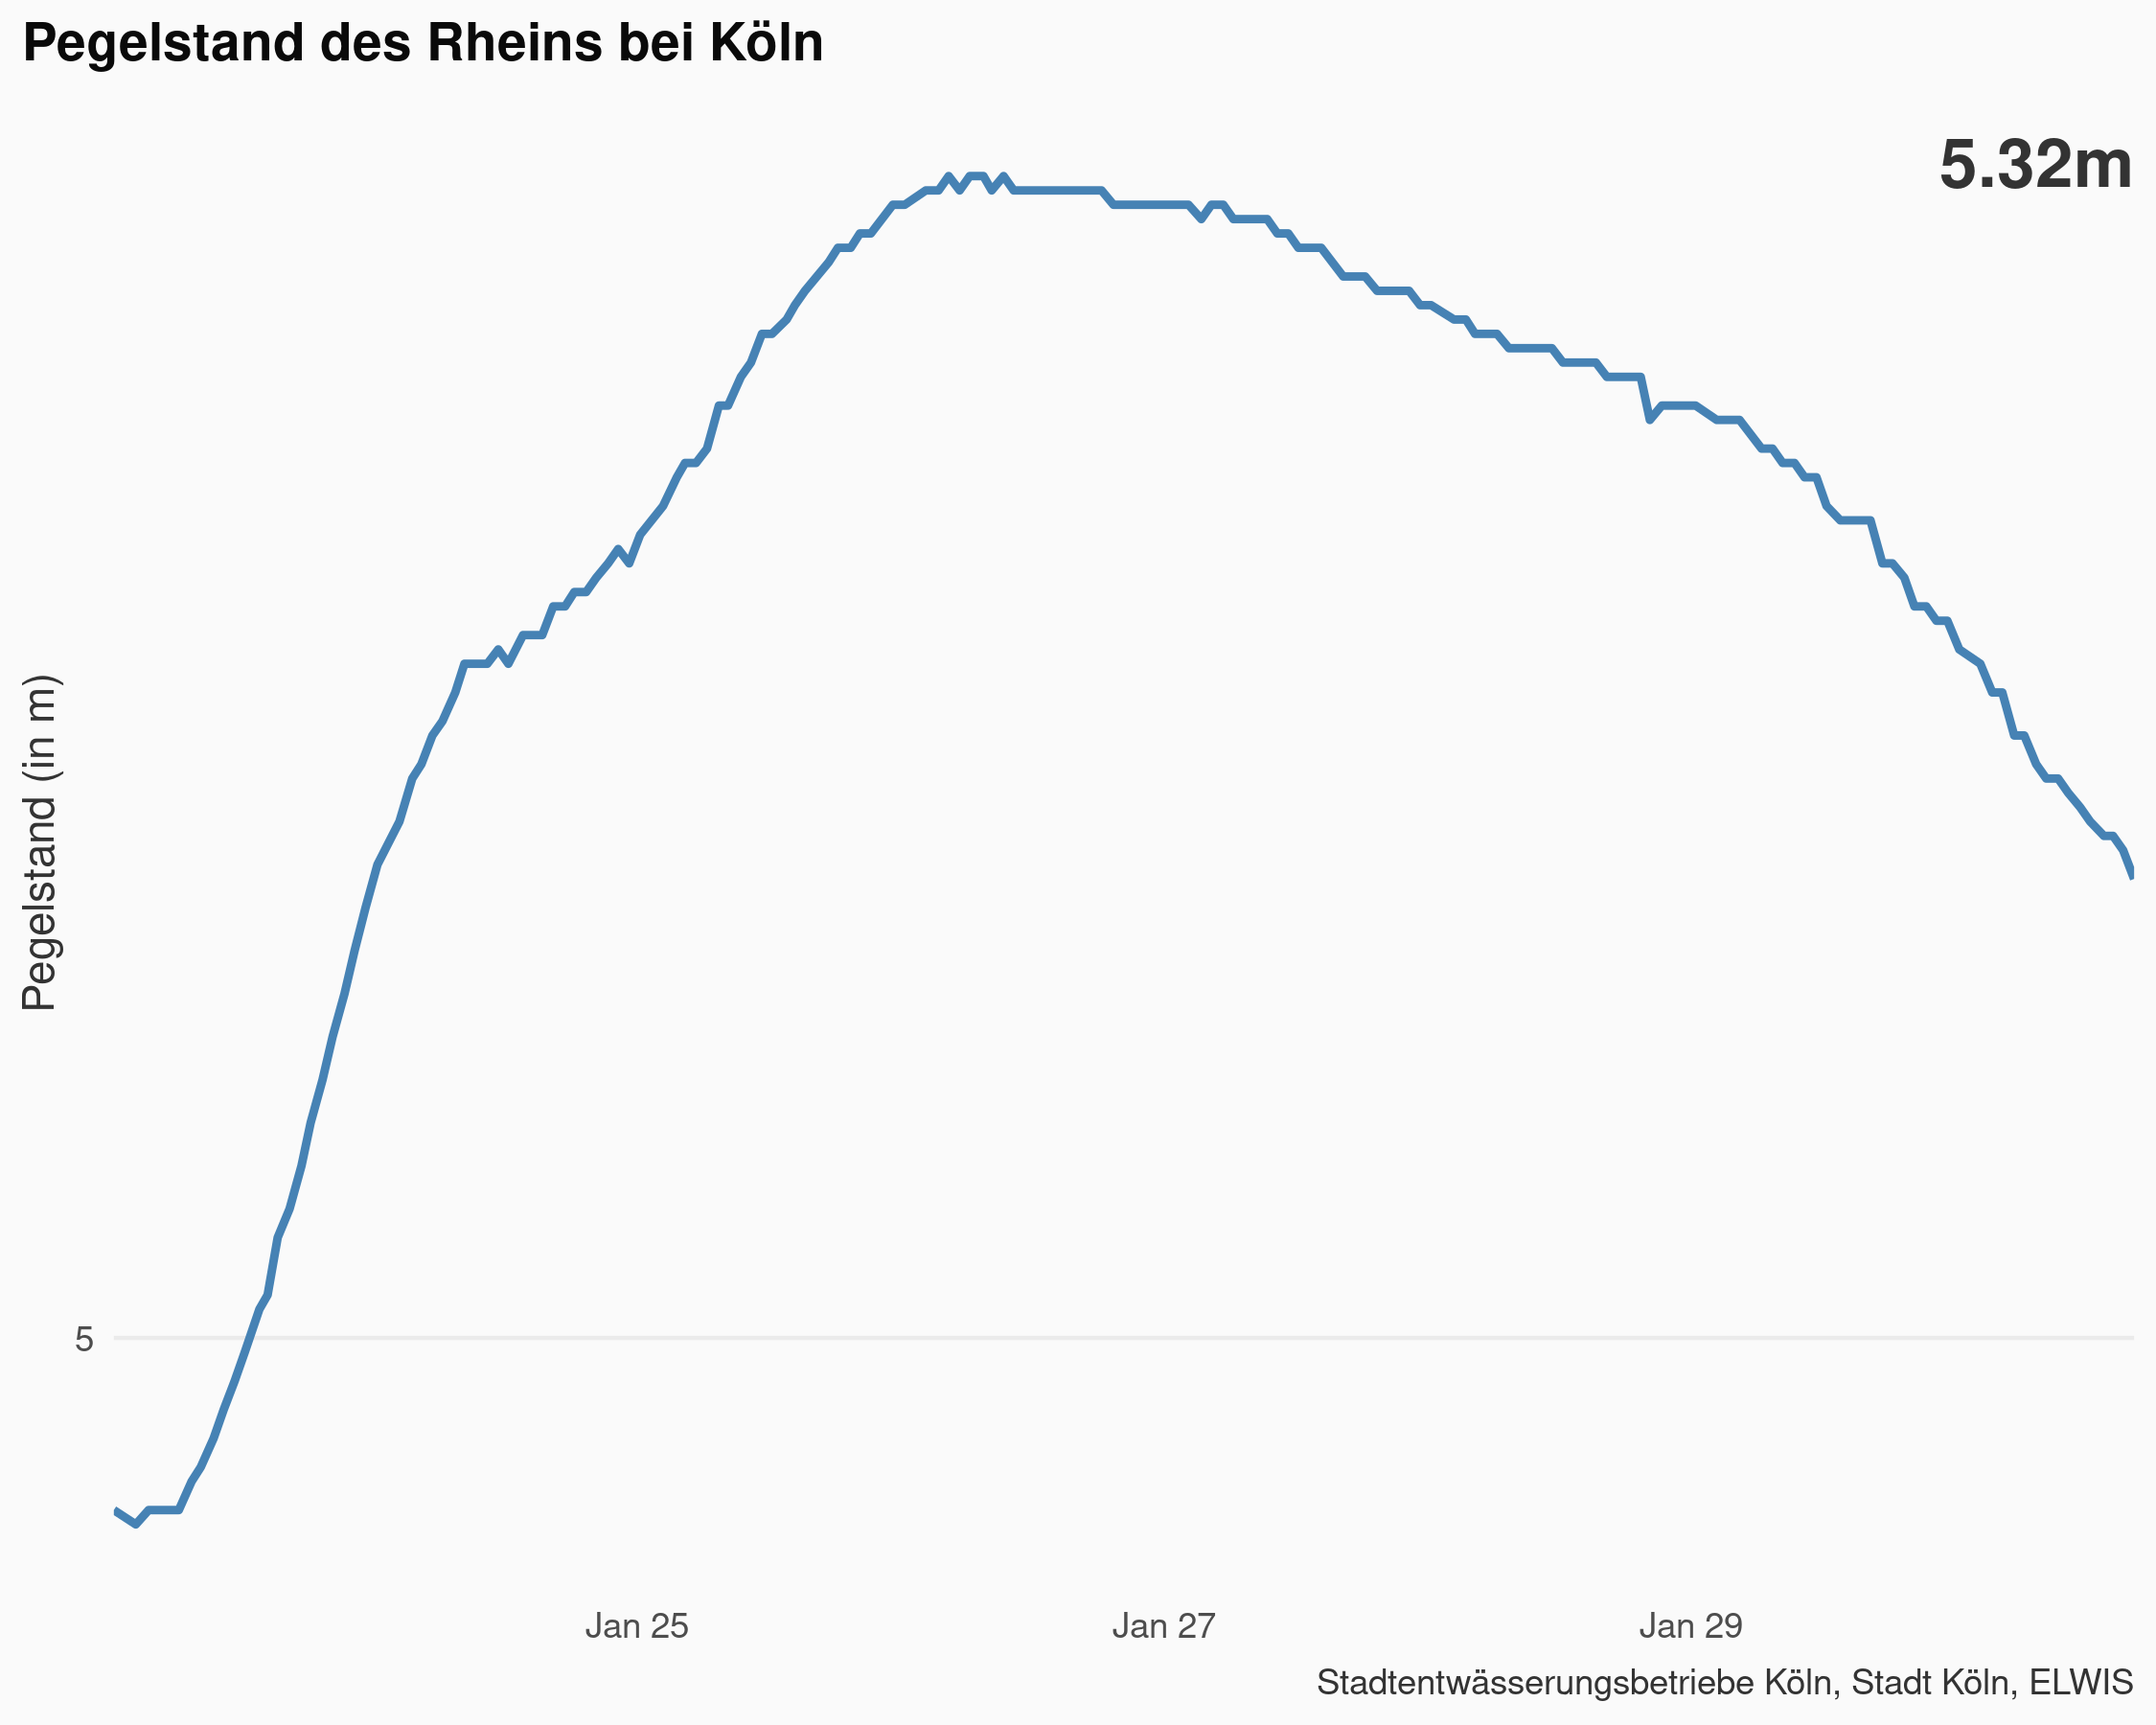 Pegelstand des Rheins bei Köln
5.32m
Pegelstand (in m)
5
Jan 25
Jan 27
Jan 29
Stadtentwässerungsbetriebe Köln, Stadt Köln, ELWIS